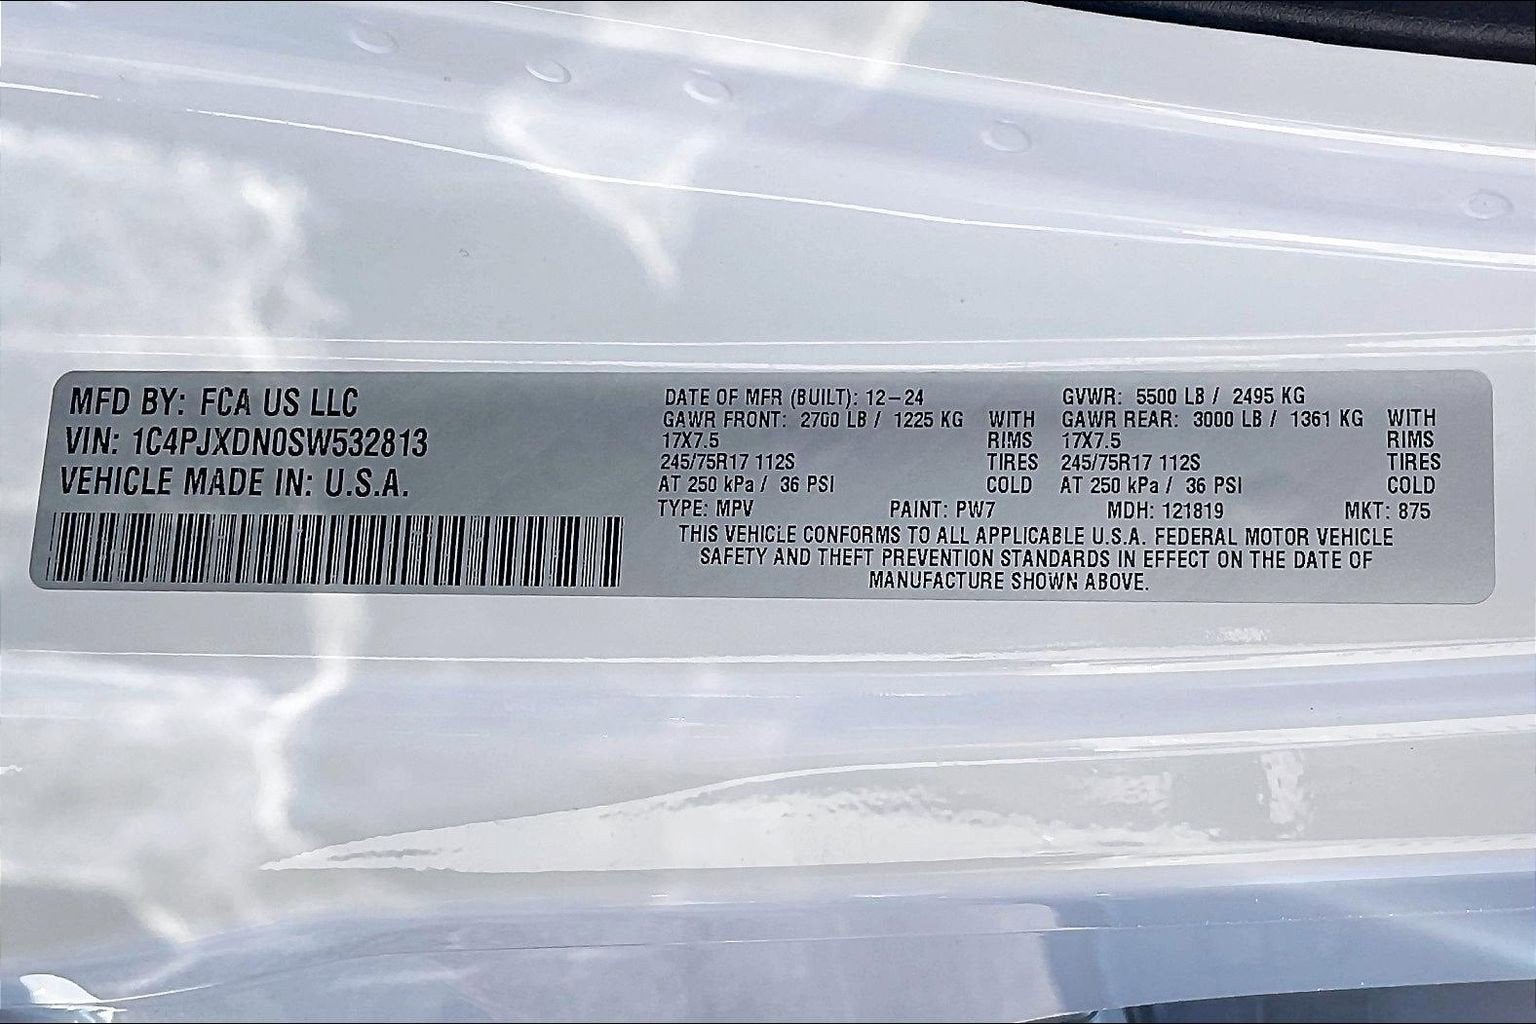 MFD BY: FCA US LLC
VIN: 1C4PJXDN0SW532813
VEHICLE MADE IN: U.S.A.
DATE OF MFR (BUILT): 12-24
GAWR FRONT: 2700 LB / 1225 KG WITH
17X7.5 RIMS
245/75R17 112S TIRES
AT 250 kPa / 36 PSI COLD
GVWR: 5500 LB / 2495 KG
GAWR REAR: 3000 LB / 1361 KG WITH
17X7.5 RIMS
245/75R17 112S TIRES
AT 250 kPa / 36 PSI COLD
TYPE: MPV PAINT: PW7 MDH: 121819 MKT: 875
THIS VEHICLE CONFORMS TO ALL APPLICABLE U.S.A. FEDERAL MOTOR VEHICLE
SAFETY AND THEFT PREVENTION STANDARDS IN EFFECT ON THE DATE OF
MANUFACTURE SHOWN ABOVE.